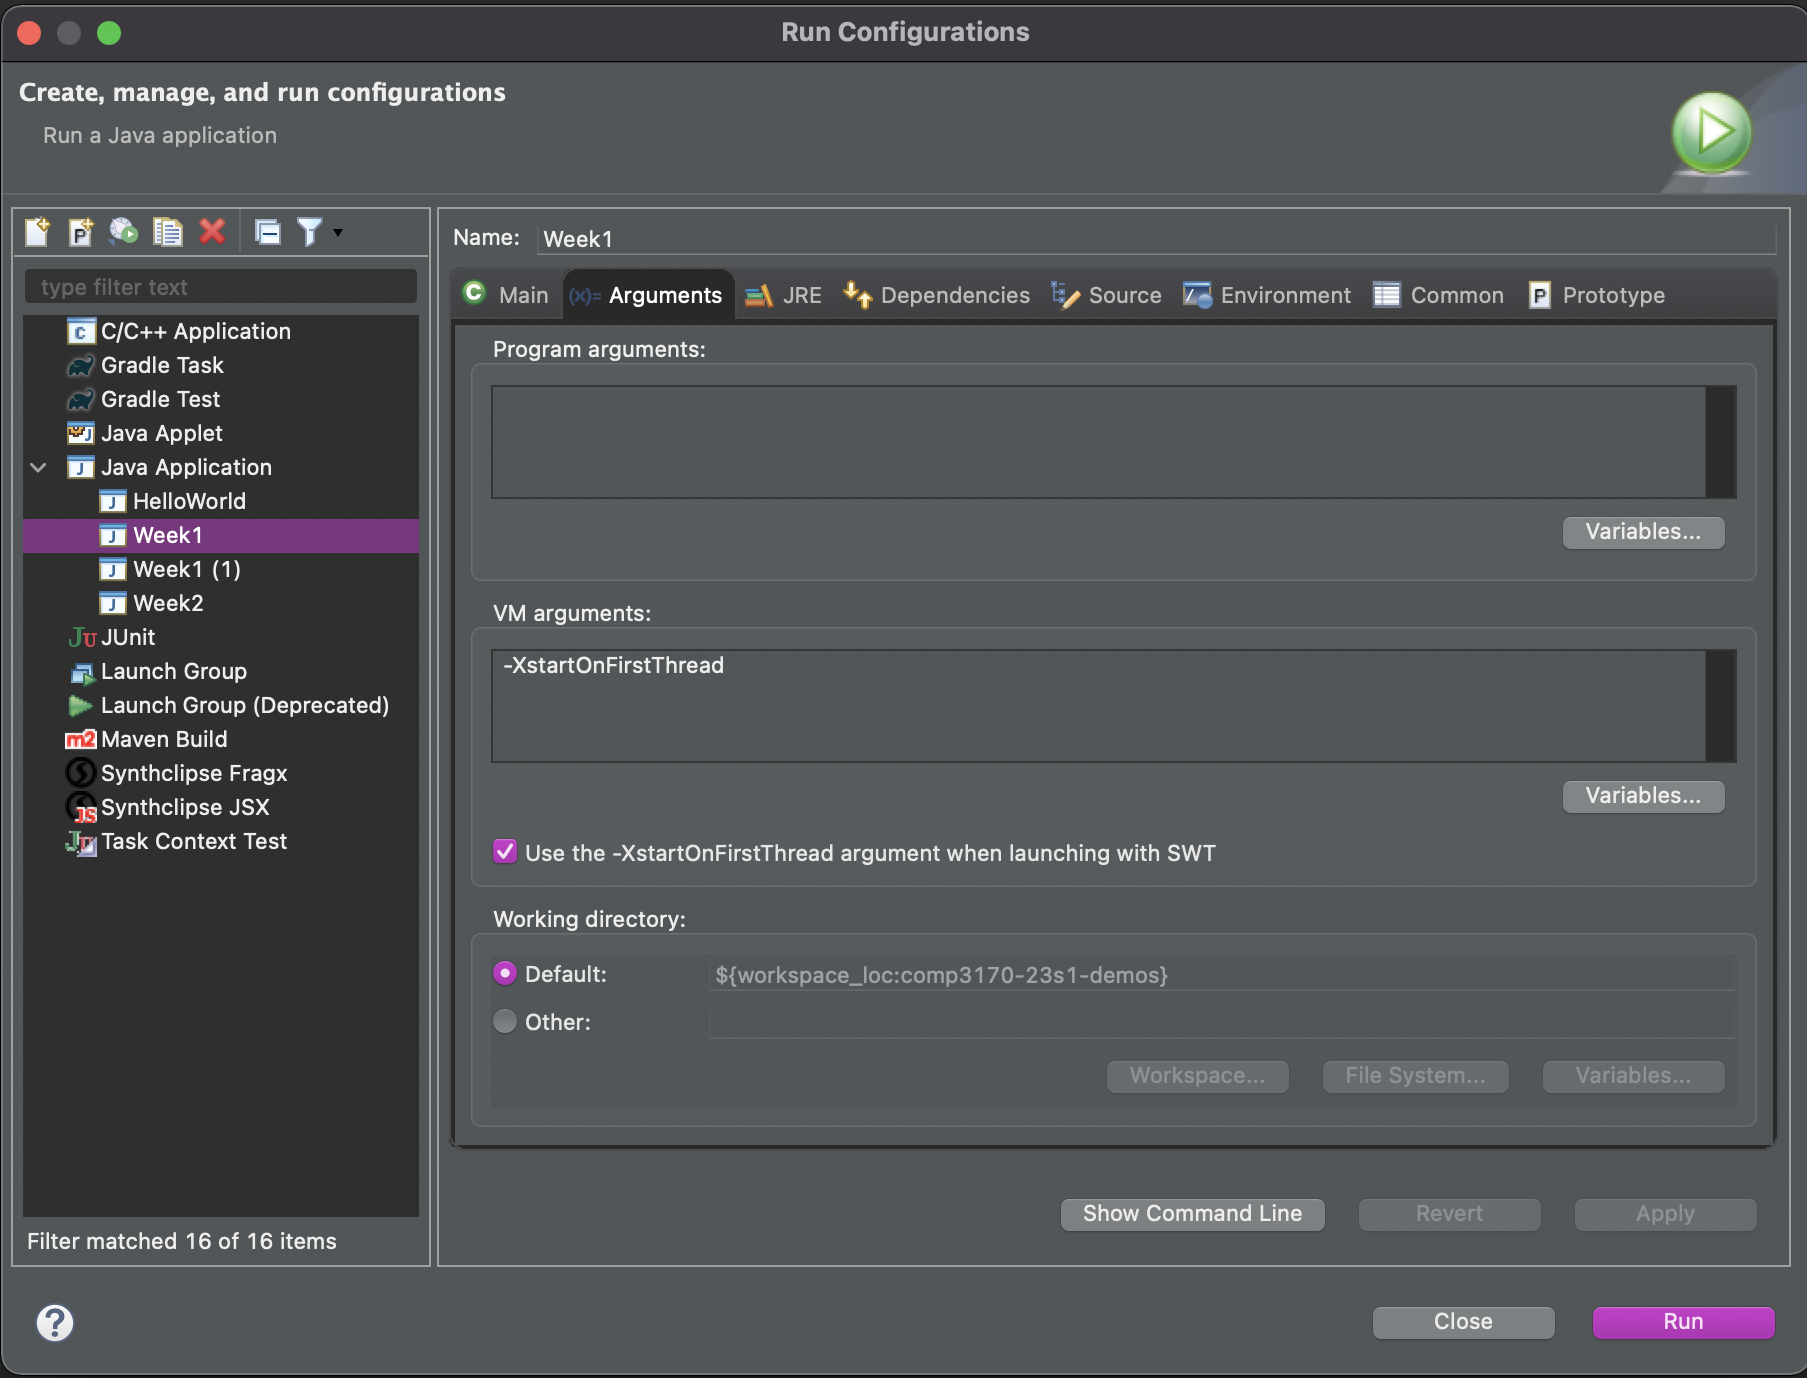 Run Configurations
Create, manage, and run configurations
Run a Java application
type filter text
C/C++ Application
Gradle Task
Gradle Test
Java Applet
Java Application
HelloWorld
Week1
Week1 (1)
Week2
JUnit
Launch Group
Launch Group (Deprecated)
Maven Build
Synthclipse Fragx
Synthclipse JSX
Task Context Test
Filter matched 16 of 16 items
Name: Week1
Main (x)= Arguments JRE Dependencies Source Environment Common Prototype
Program arguments:
Variables...
VM arguments:
-XstartOnFirstThread
Variables...
Use the -XstartOnFirstThread argument when launching with SWT
Working directory:
Default: ${workspace_loc:comp3170-23s1-demos}
Other:
Workspace... File System... Variables...
Show Command Line Revert Apply
Close Run